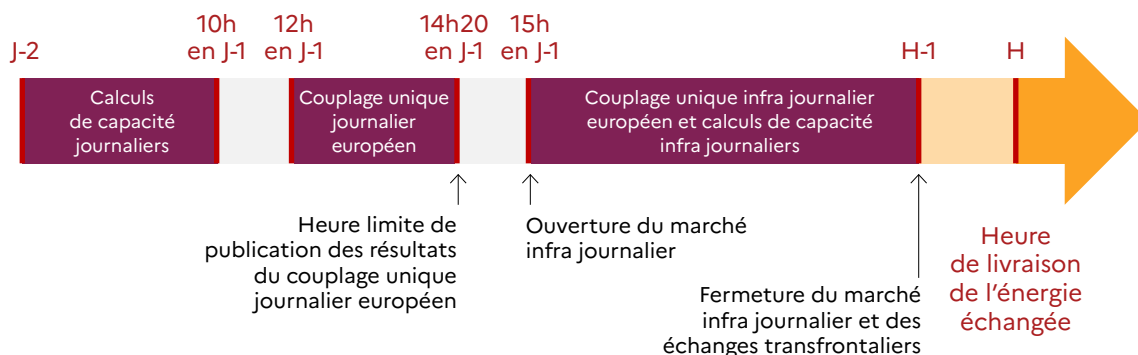 J-2
10h
en J-1
12h
en J-1
14h20
en J-1
15h
en J-1
H-1
H
Calculs
de capacité
journaliers
Couplage unique
journalier
européen
Couplage unique infra journalier
européen et calculs de capacité
infra journaliers
Heure limite de
publication des résultats
du couplage unique
journalier européen
Ouverture du marché
infra journalier
Fermeture du marché
infra journalier et des
échanges transfrontaliers
Heure
de livraison
de l'énergie
échangée